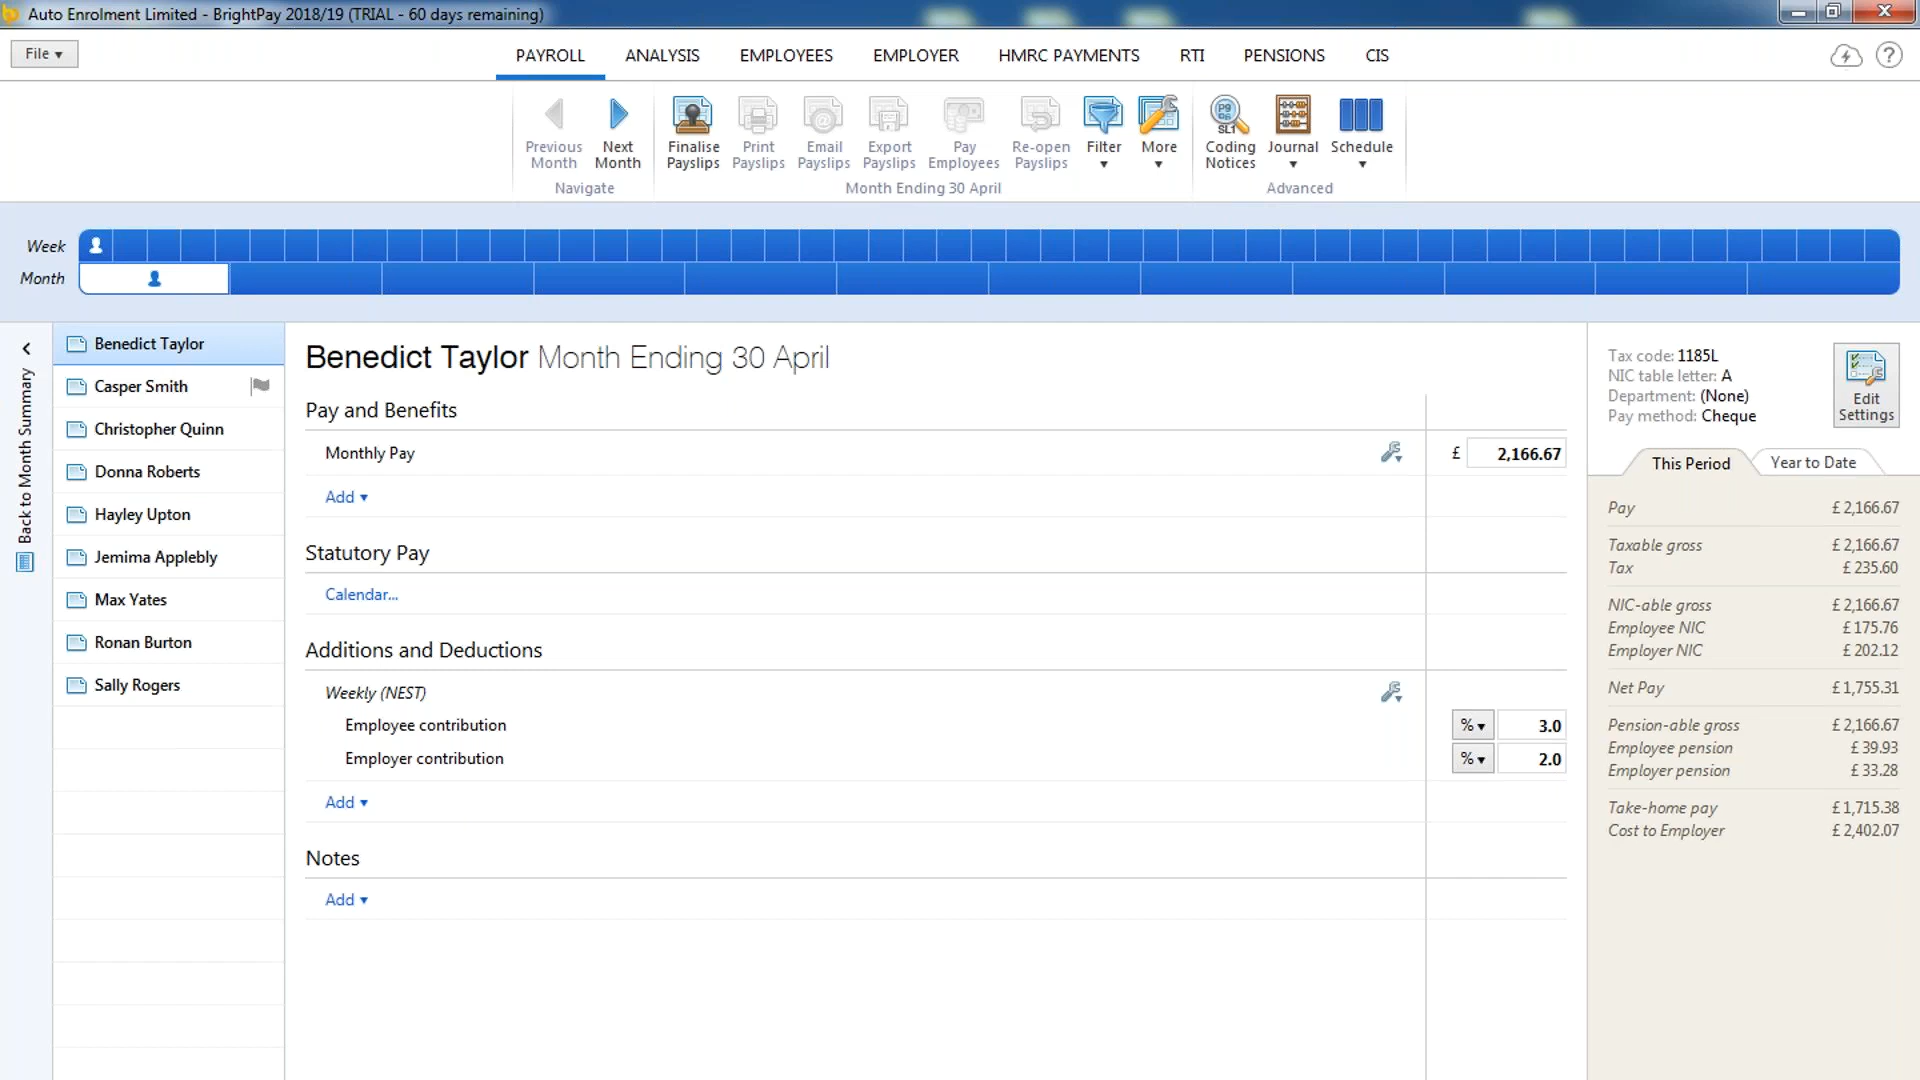 Auto Enrolment Limited - BrightPay 2018/19 (TRIAL - 60 days remaining)
File
PAYROLL ANALYSIS EMPLOYEES EMPLOYER HMRC PAYMENTS RTI PENSIONS CIS
Previous Month
Next Month
Navigate
Finalise Payslips
Print Payslips
Email Payslips
Export Payslips
Pay Employees
Re-open Payslips
Filter
More
Month Ending 30 April
P9
P6
SL1
Coding Notices
Journal
Schedule
Advanced
Week
Month
Back to Month Summary
Benedict Taylor
Casper Smith
Christopher Quinn
Donna Roberts
Hayley Upton
Jemima Applebly
Max Yates
Ronan Burton
Sally Rogers
Benedict Taylor Month Ending 30 April
Pay and Benefits
Monthly Pay £ 2,166.67
Add
Statutory Pay
Calendar...
Additions and Deductions
Weekly (NEST)
Employee contribution % 3.0
Employer contribution % 2.0
Add
Notes
Add
Tax code: 1185L
NIC table letter: A
Department: (None)
Pay method: Cheque
Edit Settings
This Period Year to Date
Pay £ 2,166.67
Taxable gross £ 2,166.67
Tax £ 235.60
NIC-able gross £ 2,166.67
Employee NIC £ 175.76
Employer NIC £ 202.12
Net Pay £ 1,755.31
Pension-able gross £ 2,166.67
Employee pension £ 39.93
Employer pension £ 33.28
Take-home pay £ 1,715.38
Cost to Employer £ 2,402.07